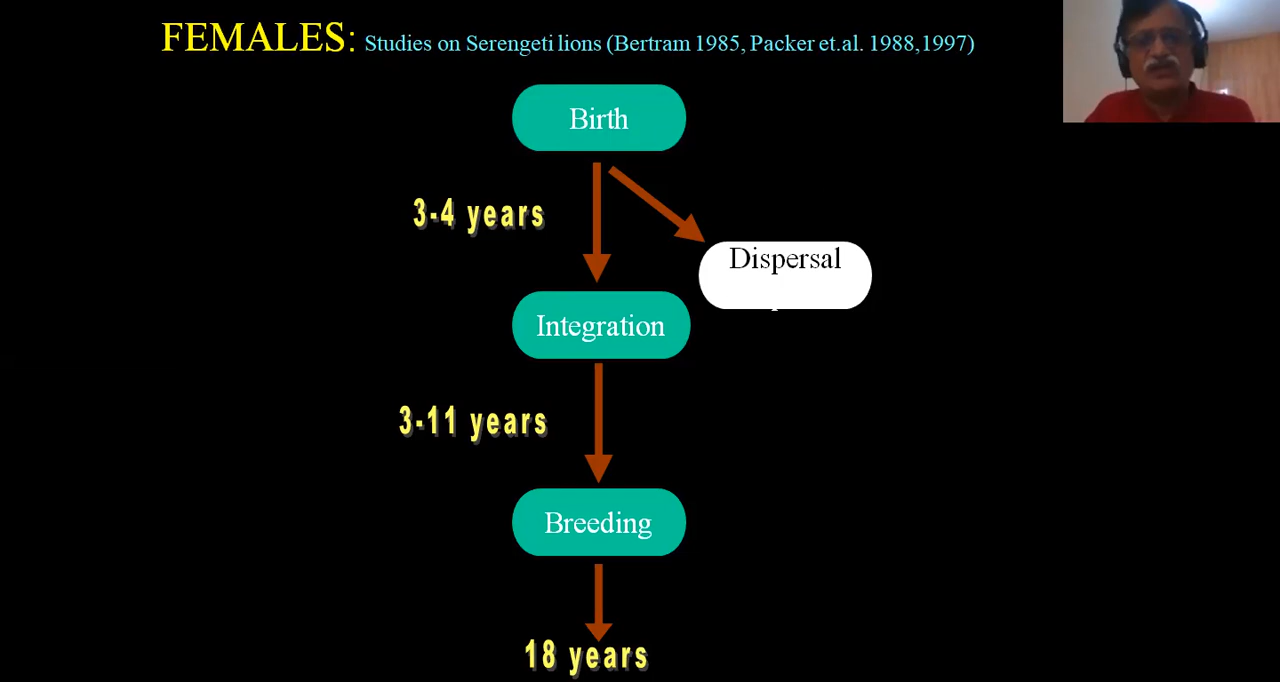 FEMALES: Studies on Serengeti lions (Bertram 1985, Packer et.al. 1988,1997)
Birth
3-4 years
Dispersal
Integration
3-11 years
Breeding
18 years